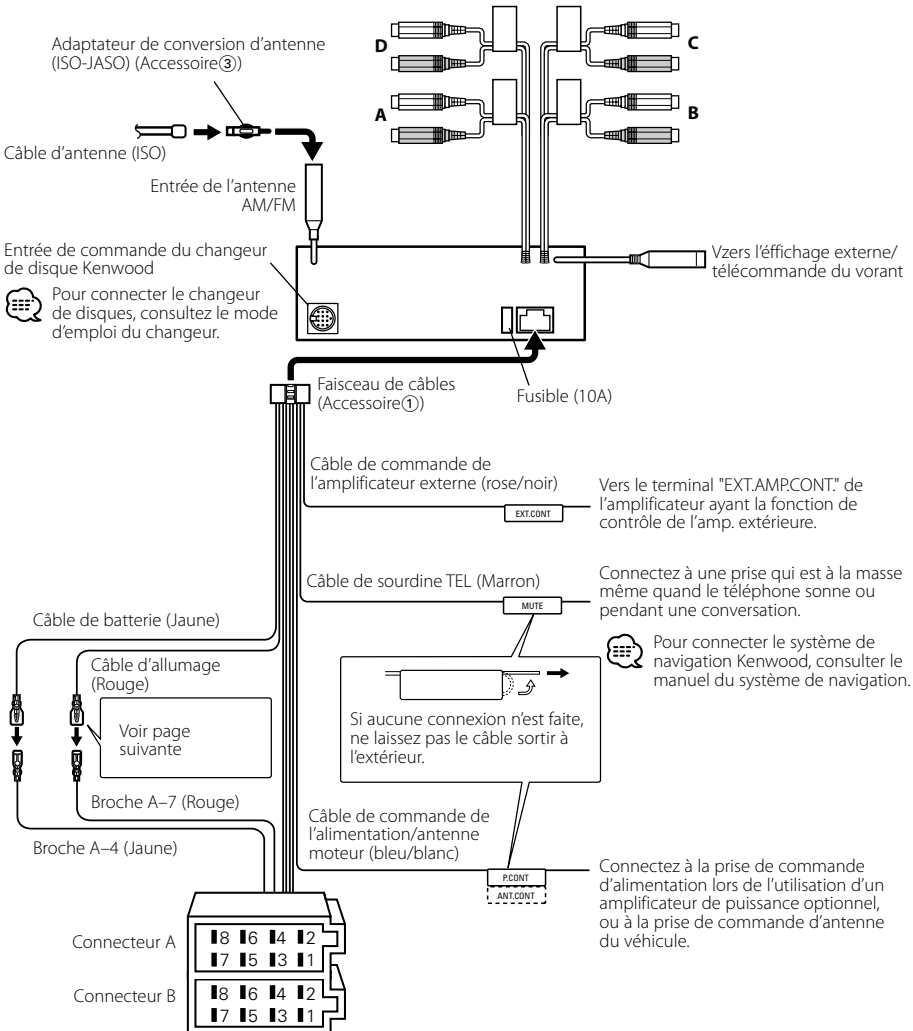 Adaptateur de conversion d'antenne
(ISO-JASO) (Accessoire③)
D
C
A
B
Câble d'antenne (ISO)
Entrée de l'antenne
AM/FM
Entrée de commande du changeur
de disque Kenwood
Pour connecter le changeur
de disques, consultez le mode
d'emploi du changeur.
Vzers l'éffichage externe/
télécommande du vorant
Faisceau de câbles
(Accessoire①)
Fusible (10A)
Câble de commande de
l'amplificateur externe (rose/noir)
EXT.CONT
Vers le terminal "EXT.AMP.CONT." de
l'amplificateur ayant la fonction de
contrôle de l'amp. extérieure.
Câble de sourdine TEL (Marron)
MUTE
Connectez à une prise qui est à la masse
même quand le téléphone sonne ou
pendant une conversation.
Pour connecter le système de
navigation Kenwood, consulter le
manuel du système de navigation.
Câble de batterie (Jaune)
Câble d'allumage
(Rouge)
Voir page
suivante
Si aucune connexion n'est faite,
ne laissez pas le câble sortir à
l'extérieur.
Broche A–7 (Rouge)
Broche A–4 (Jaune)
Câble de commande de
l'alimentation/antenne
moteur (bleu/blanc)
P.CONT
ANT.CONT
Connectez à la prise de commande
d'alimentation lors de l'utilisation d'un
amplificateur de puissance optionnel,
ou à la prise de commande d'antenne
du véhicule.
Connecteur A
8 6 4 2
7 5 3 1
Connecteur B
8 6 4 2
7 5 3 1